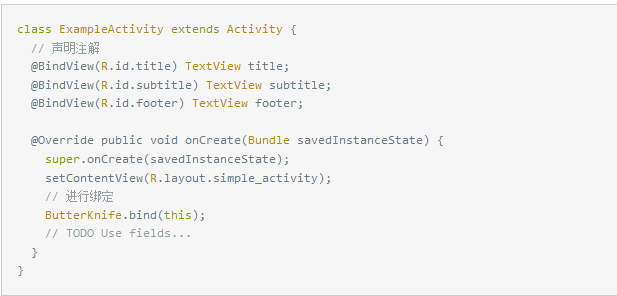 class ExampleActivity extends Activity {
  // 声明注解
  @BindView(R.id.title) TextView title;
  @BindView(R.id.subtitle) TextView subtitle;
  @BindView(R.id.footer) TextView footer;

  @Override public void onCreate(Bundle savedInstanceState) {
    super.onCreate(savedInstanceState);
    setContentView(R.layout.simple_activity);
    // 进行绑定
    ButterKnife.bind(this);
    // TODO Use fields...
  }
}